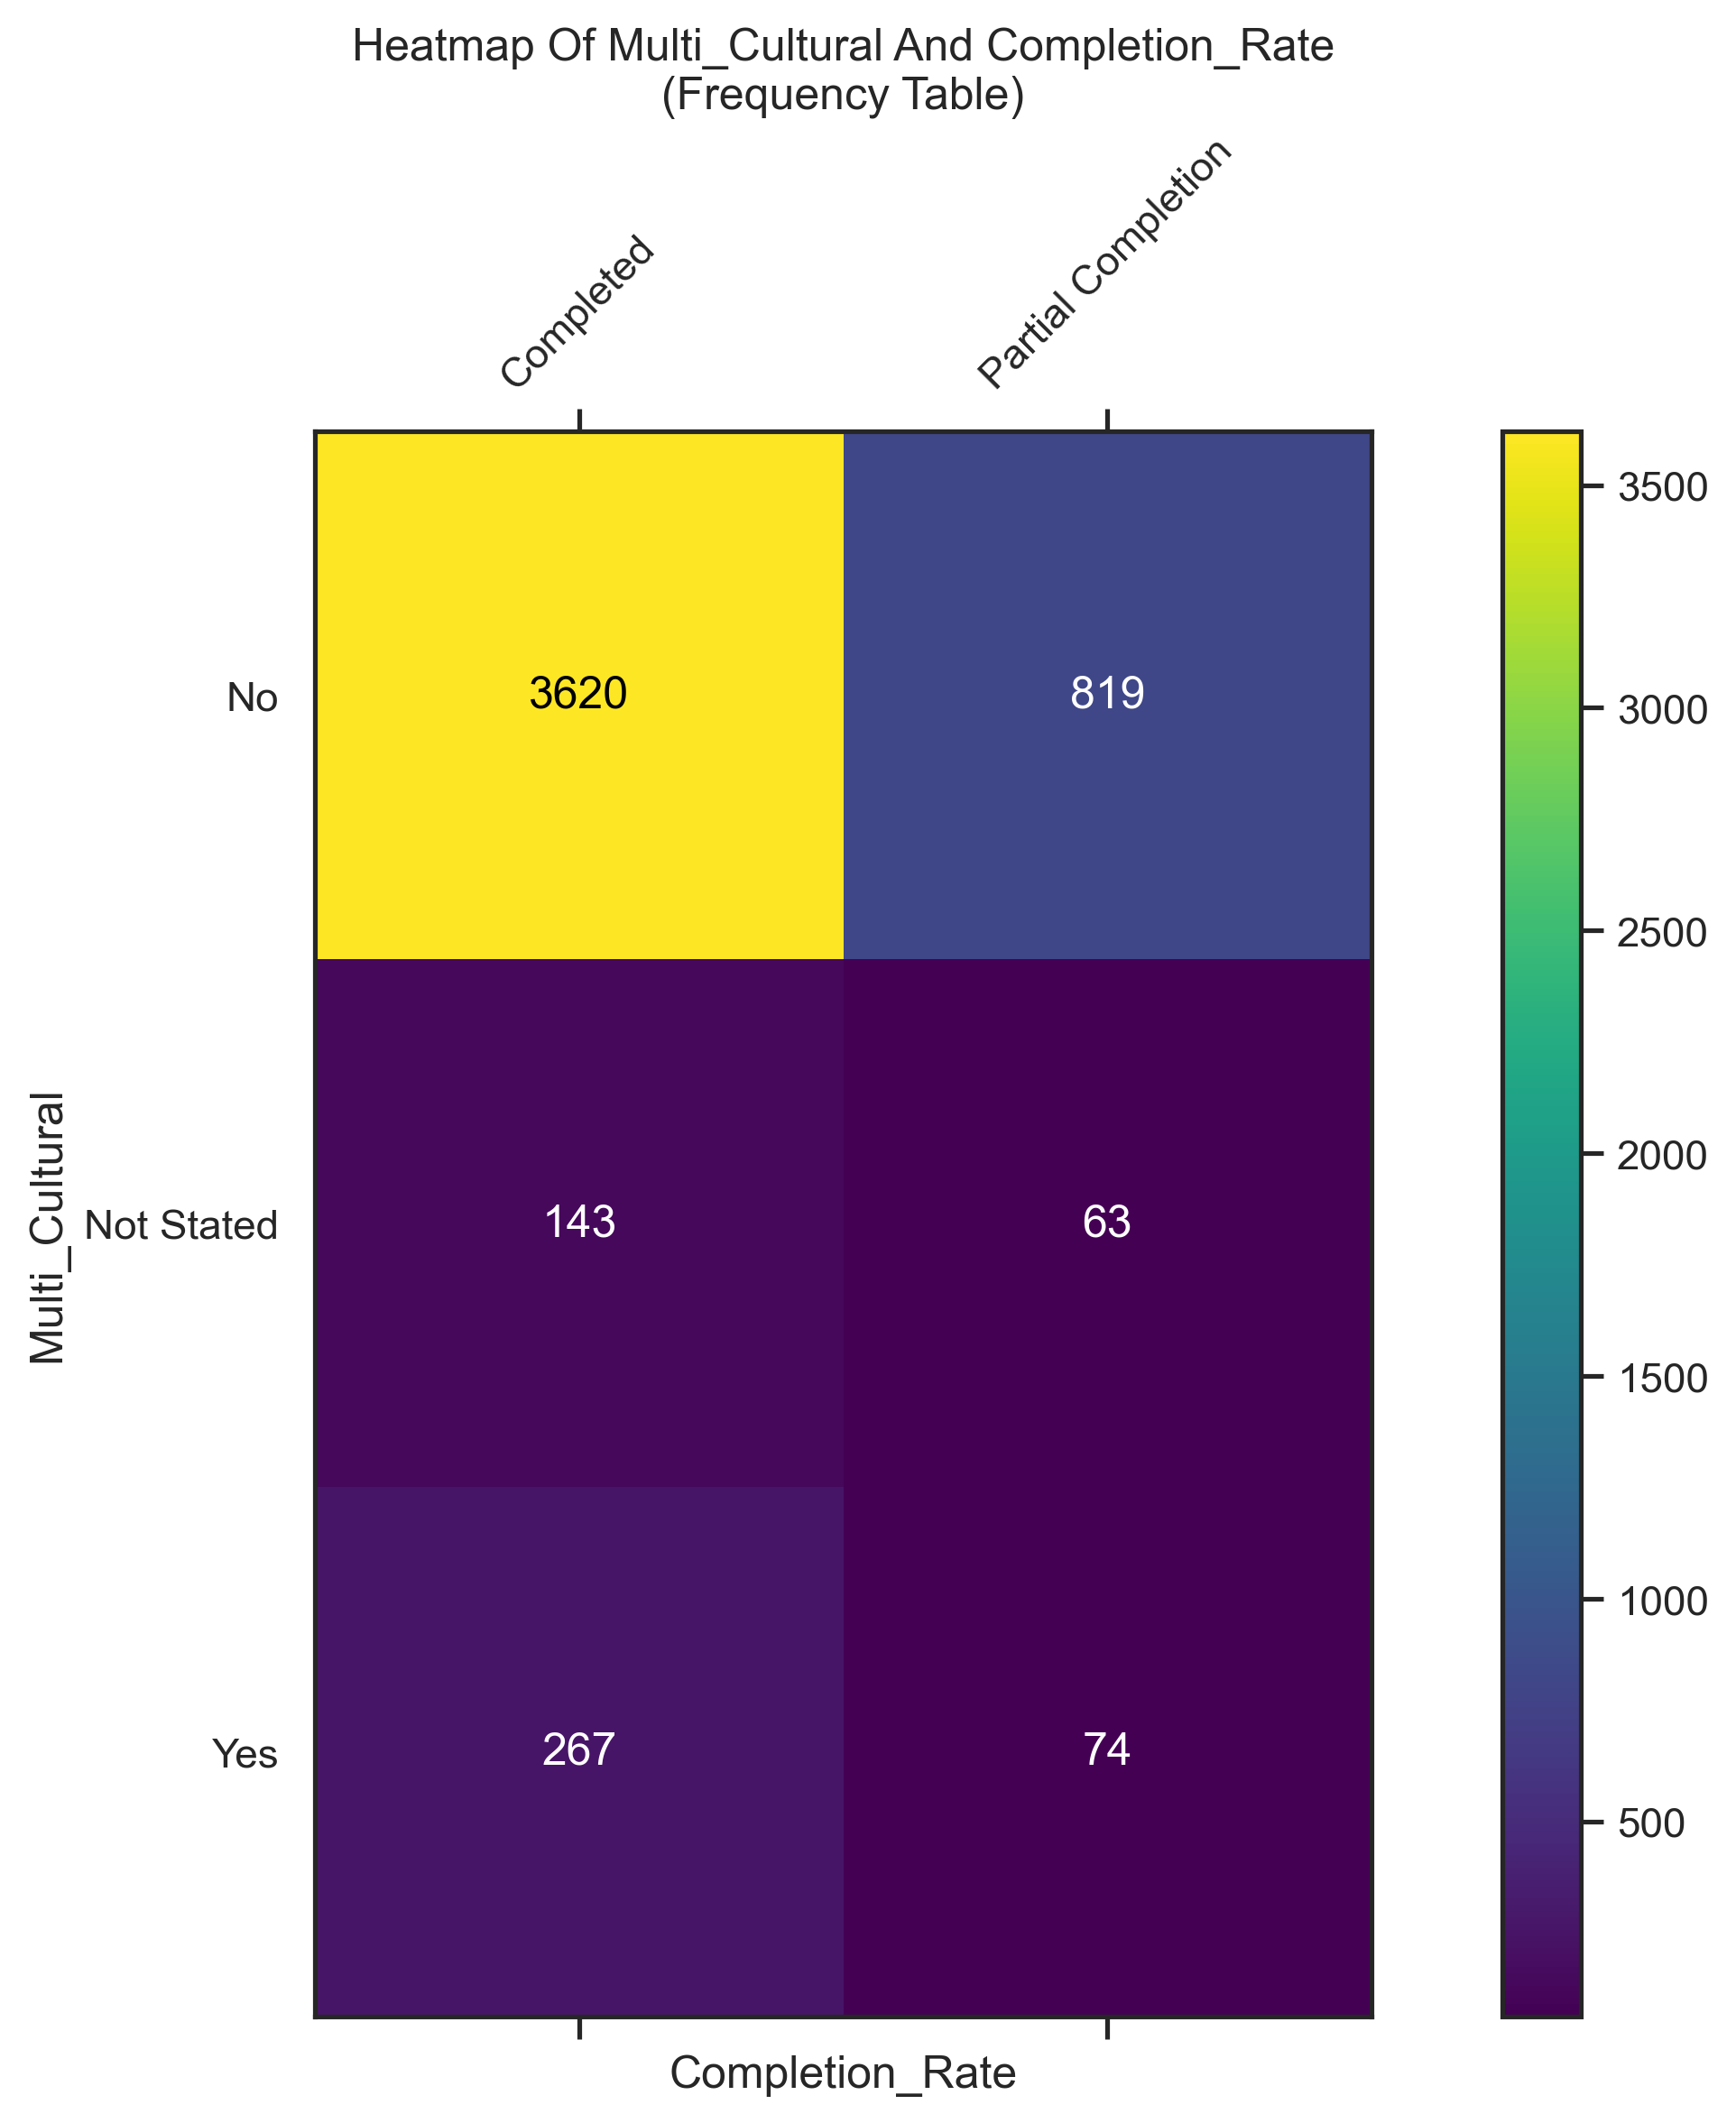 Heatmap Of Multi_Cultural And Completion_Rate
(Frequency Table)
Completed
Partial Completion
3500
3000
2500
2000
1500
1000
500
No
3620
819
Multi_Cultural
Not Stated
143
63
Yes
267
74
Completion_Rate